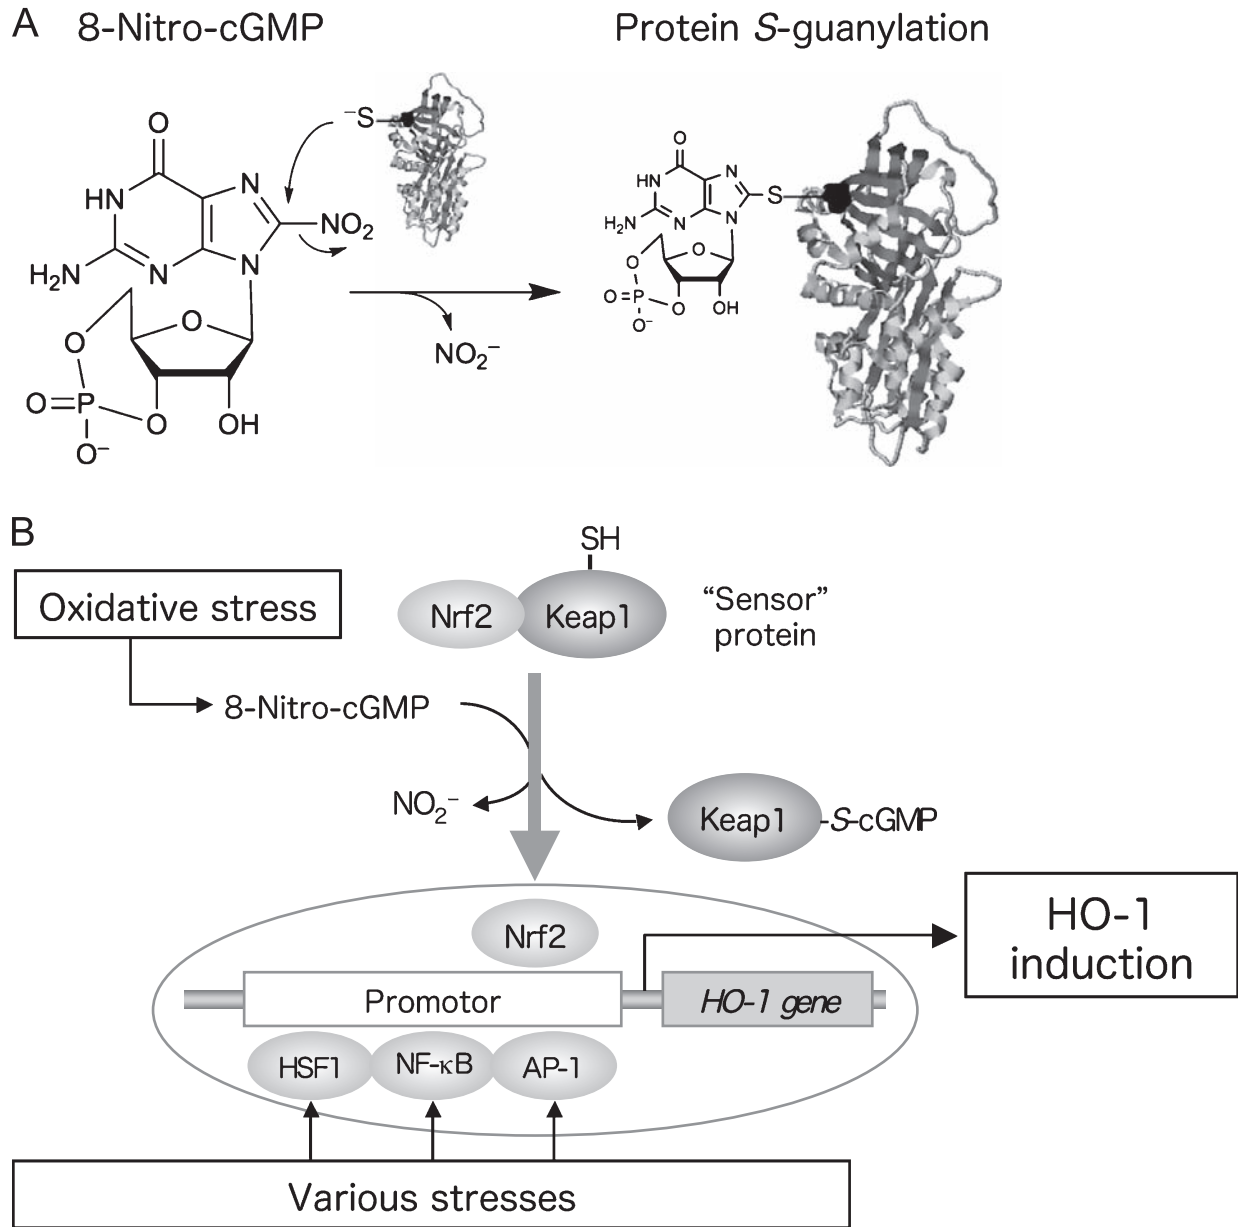 A 8-Nitro-cGMP
Protein S-guanylation
O
HN
N
N
N
H₂N
NO₂
⁻S
O
O
O=P
O⁻
O
OH
NO₂⁻
O
HN
N
N
N
H₂N
S
O
O
O=P
O⁻
O
OH
B
Oxidative stress
SH
Nrf2
Keap1
“Sensor”
protein
8-Nitro-cGMP
NO₂⁻
Keap1
-S-cGMP
Nrf2
HO-1
induction
Promotor
HO-1 gene
HSF1
NF-κB
AP-1
Various stresses